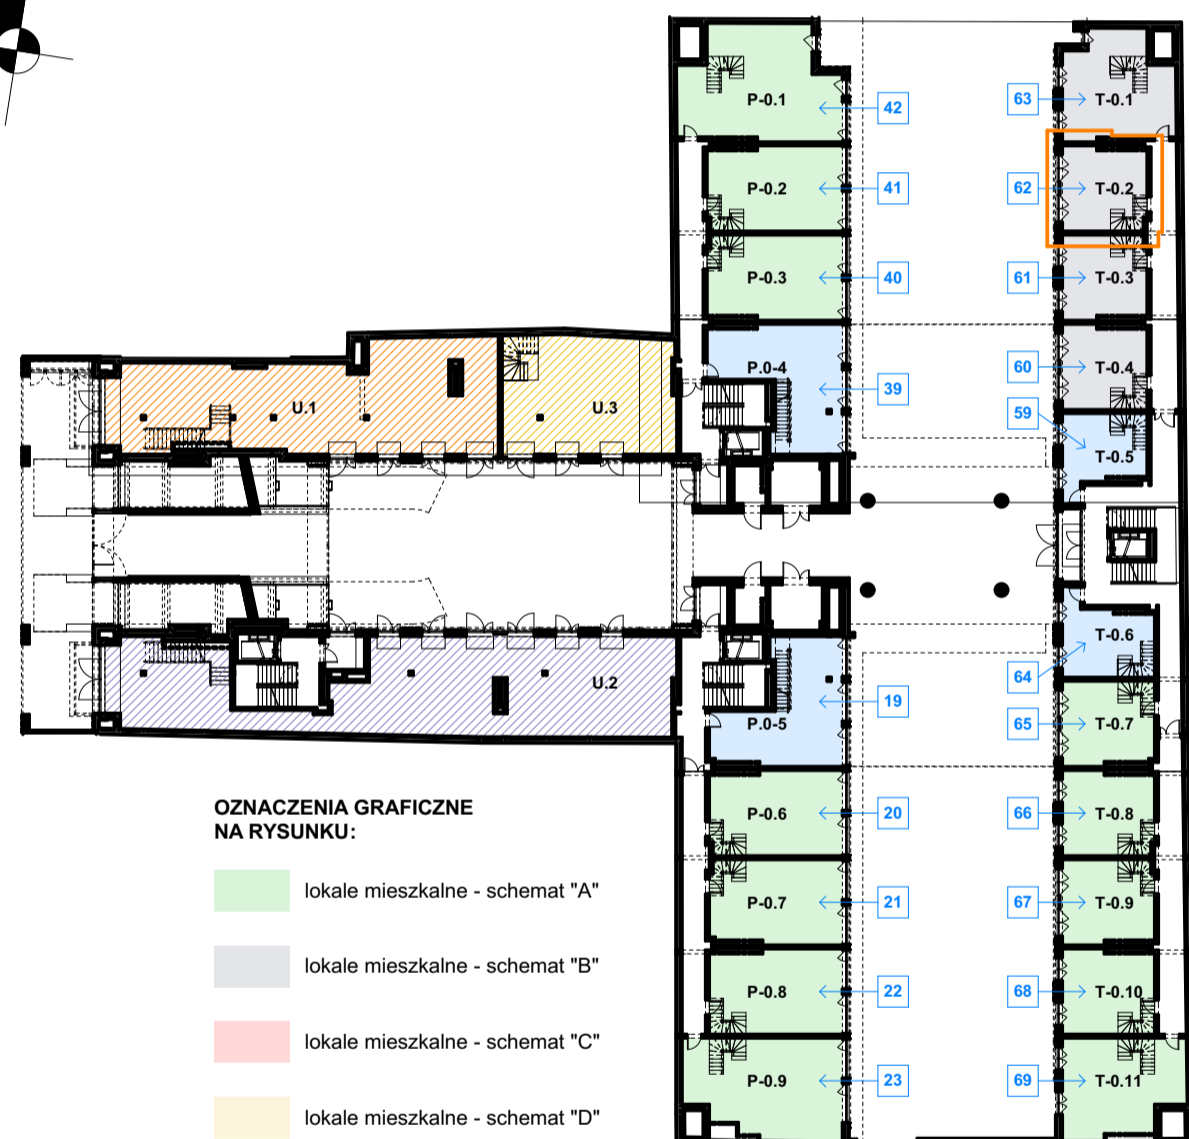 P-0.1
42
63
T-0.1
P-0.2
41
62
T-0.2
P-0.3
40
61
T-0.3
P.0-4
39
60
T-0.4
59
T-0.5
U.1
U.3
U.2
P.0-5
19
T-0.6
64
65
T-0.7
P-0.6
20
66
T-0.8
P-0.7
21
67
T-0.9
P-0.8
22
68
T-0.10
P-0.9
23
69
T-0.11
OZNACZENIA GRAFICZNE
NA RYSUNKU:
lokale mieszkalne - schemat "A"
lokale mieszkalne - schemat "B"
lokale mieszkalne - schemat "C"
lokale mieszkalne - schemat "D"